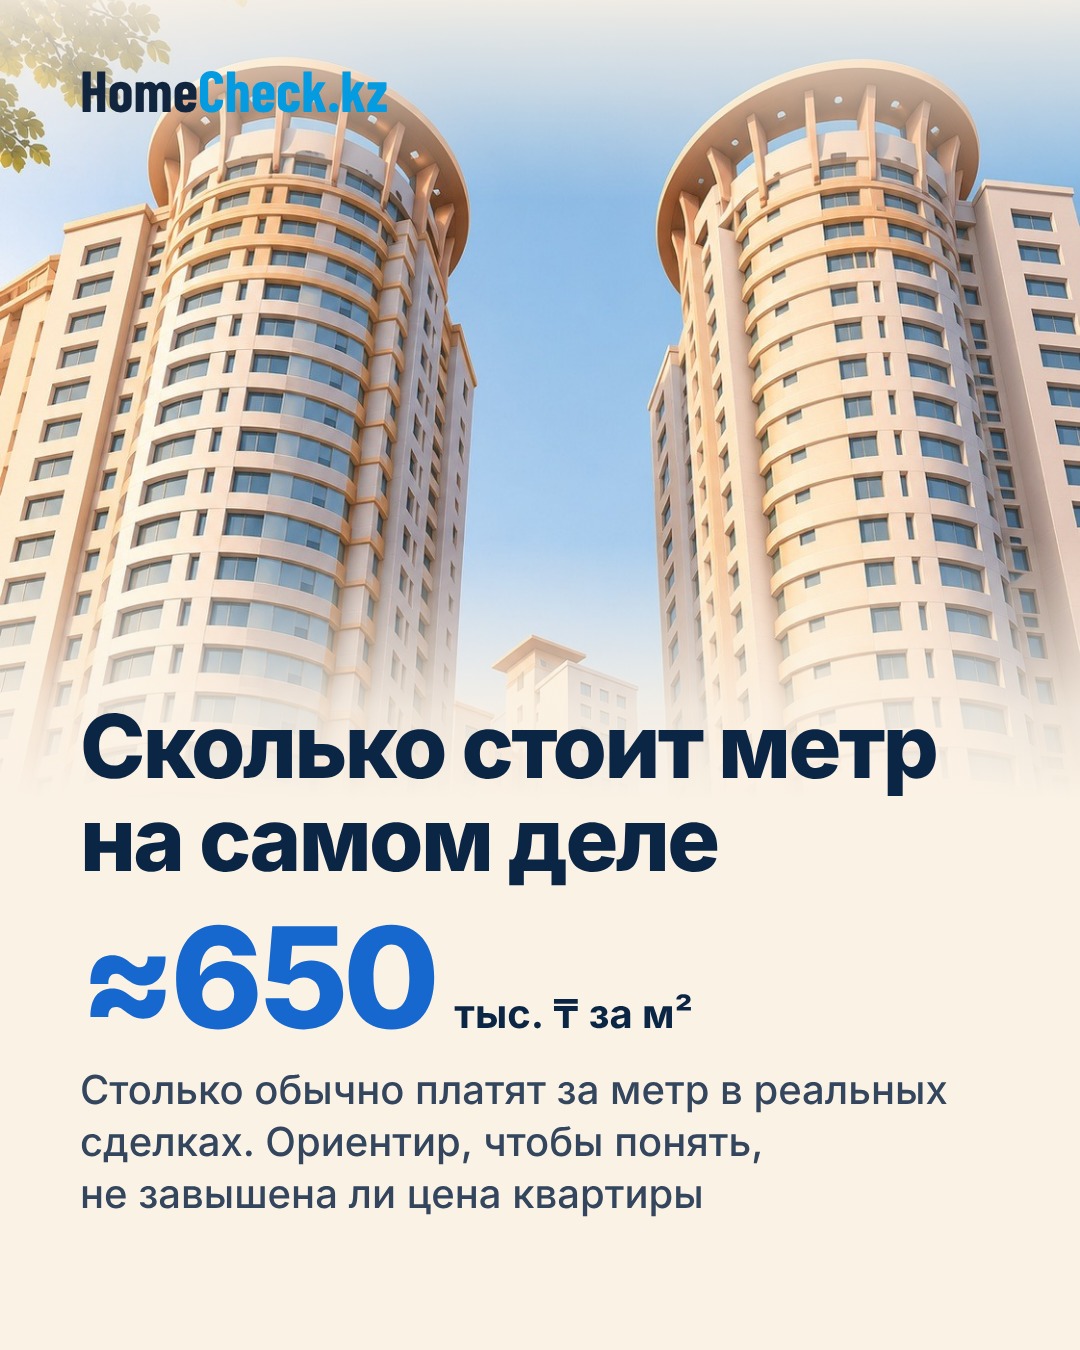 HomeCheck.kz
Сколько стоит метр
на самом деле
≈650 тыс. ₸ за м²
Столько обычно платят за метр в реальных
сделках. Ориентир, чтобы понять,
не завышена ли цена квартиры